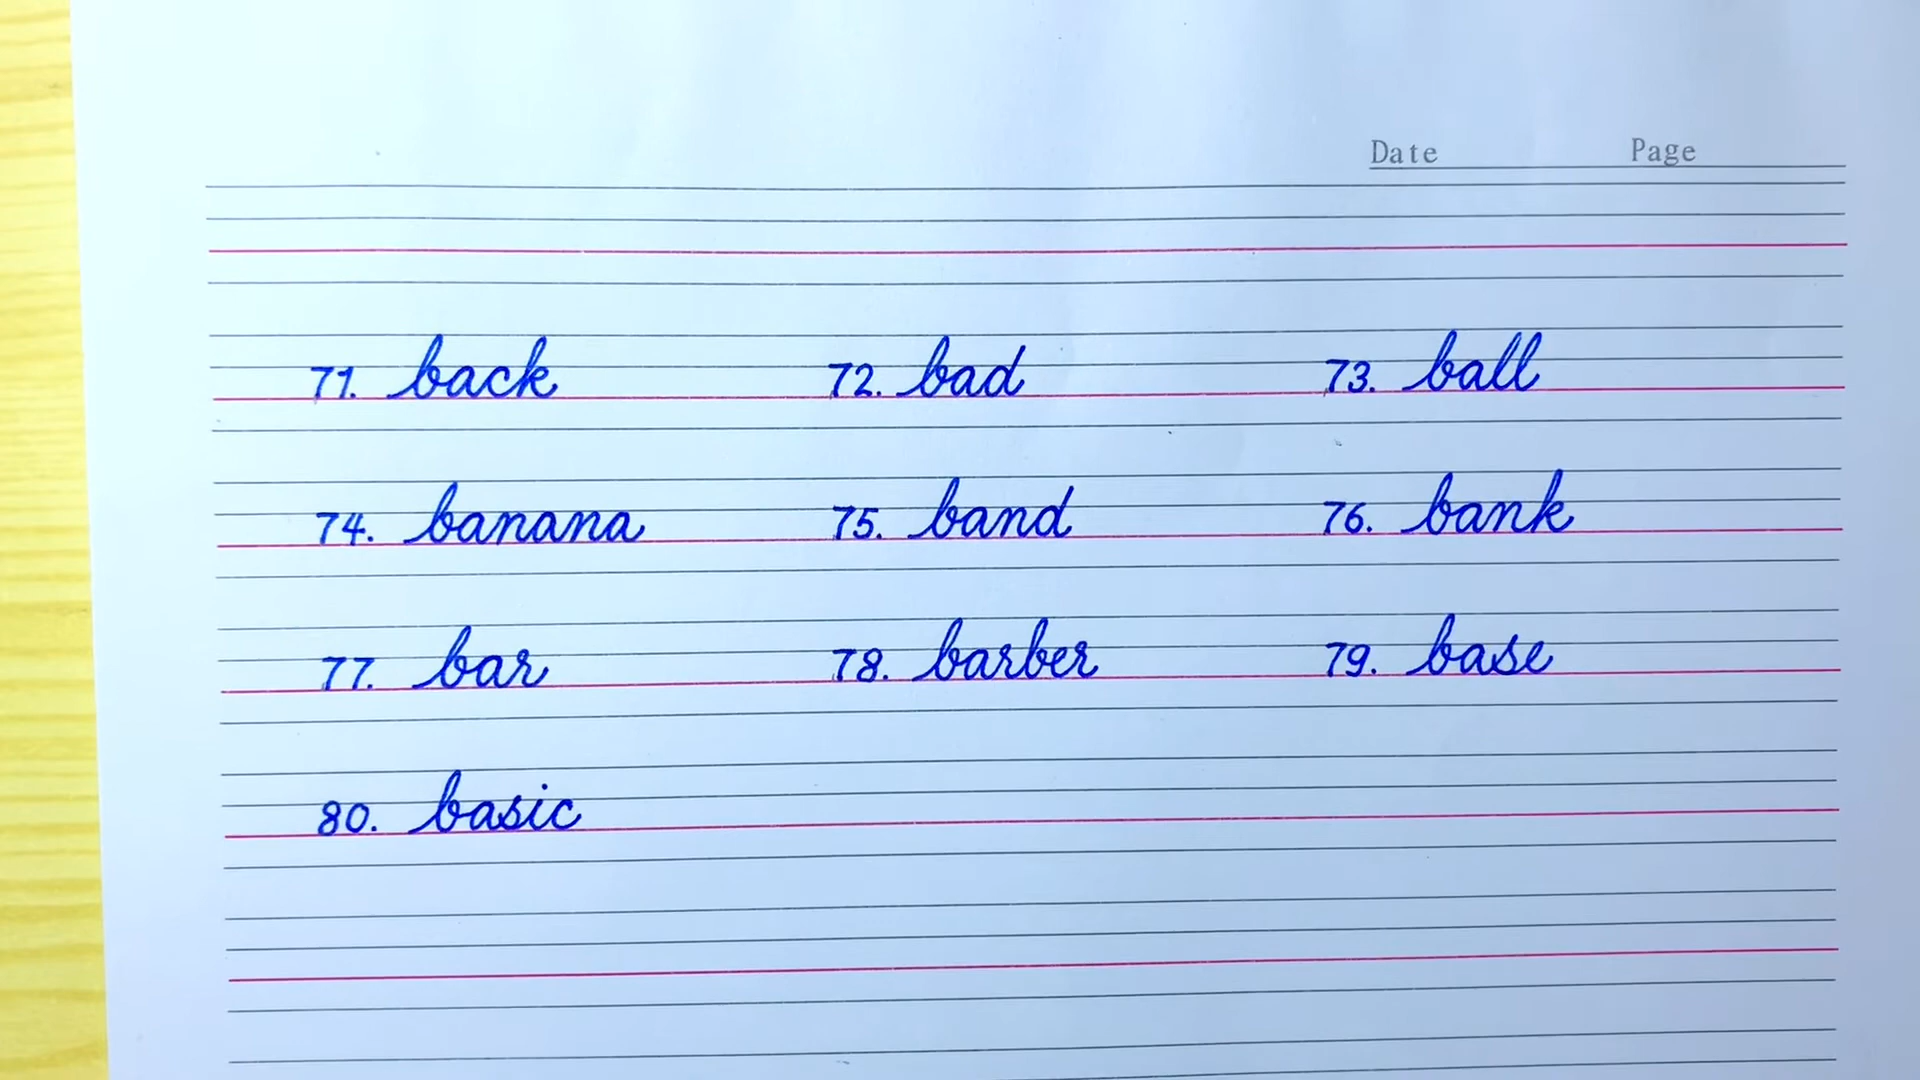 Date Page
71. back 72. bad 73. ball
74. banana 75. band 76. bank
77. bar 78. barber 79. base
80. basic